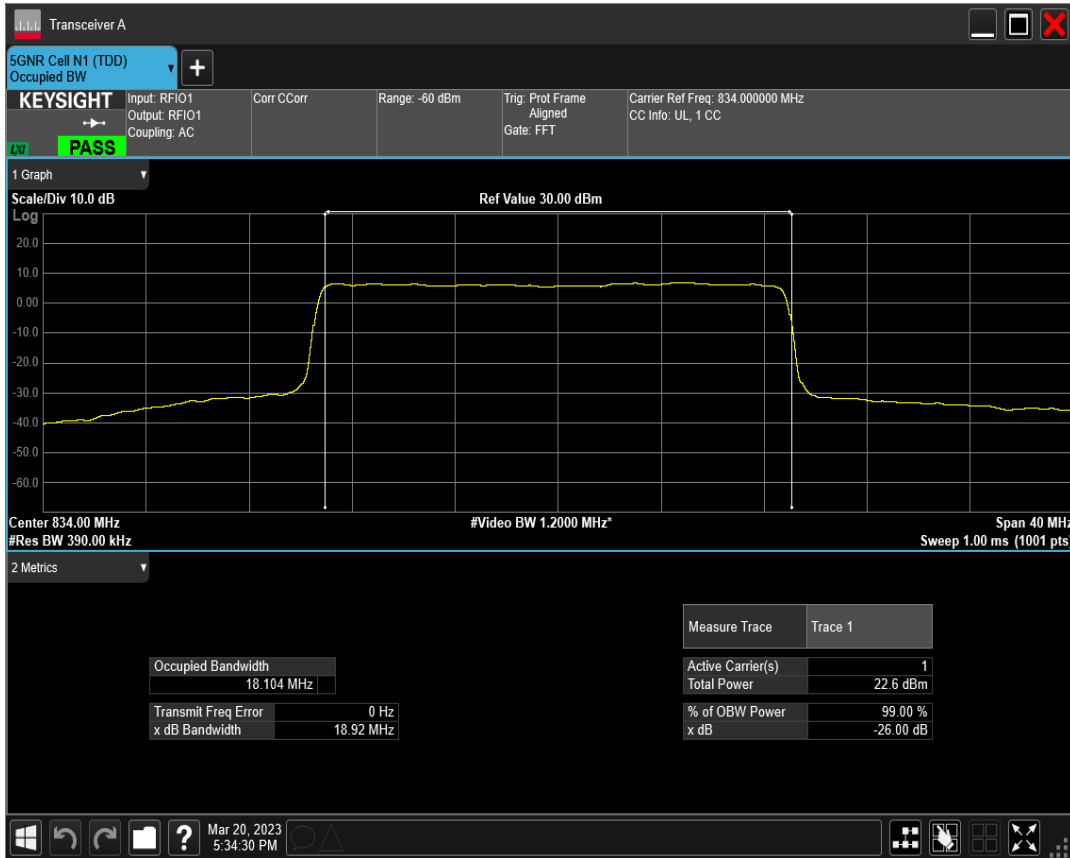 Transceiver A
5GNR Cell N1 (TDD)
Occupied BW
+
KEYSIGHT
LXI
PASS
Input: RFIO1
Output: RFIO1
Coupling: AC
Corr CCorr
Range: -60 dBm
Trig: Prot Frame
Aligned
Gate: FFT
Carrier Ref Freq: 834.000000 MHz
CC Info: UL, 1 CC
1 Graph
Scale/Div 10.0 dB
Ref Value 30.00 dBm
Log
20.0
10.0
0.00
-10.0
-20.0
-30.0
-40.0
-50.0
-60.0
Center 834.00 MHz
#Video BW 1.2000 MHz*
Span 40 MHz
#Res BW 390.00 kHz
Sweep 1.00 ms (1001 pts)
2 Metrics
Measure Trace Trace 1
Occupied Bandwidth
18.104 MHz
Transmit Freq Error 0 Hz
x dB Bandwidth 18.92 MHz
Active Carrier(s) 1
Total Power 22.6 dBm
% of OBW Power 99.00 %
x dB -26.00 dB
?
Mar 20, 2023
5:34:30 PM